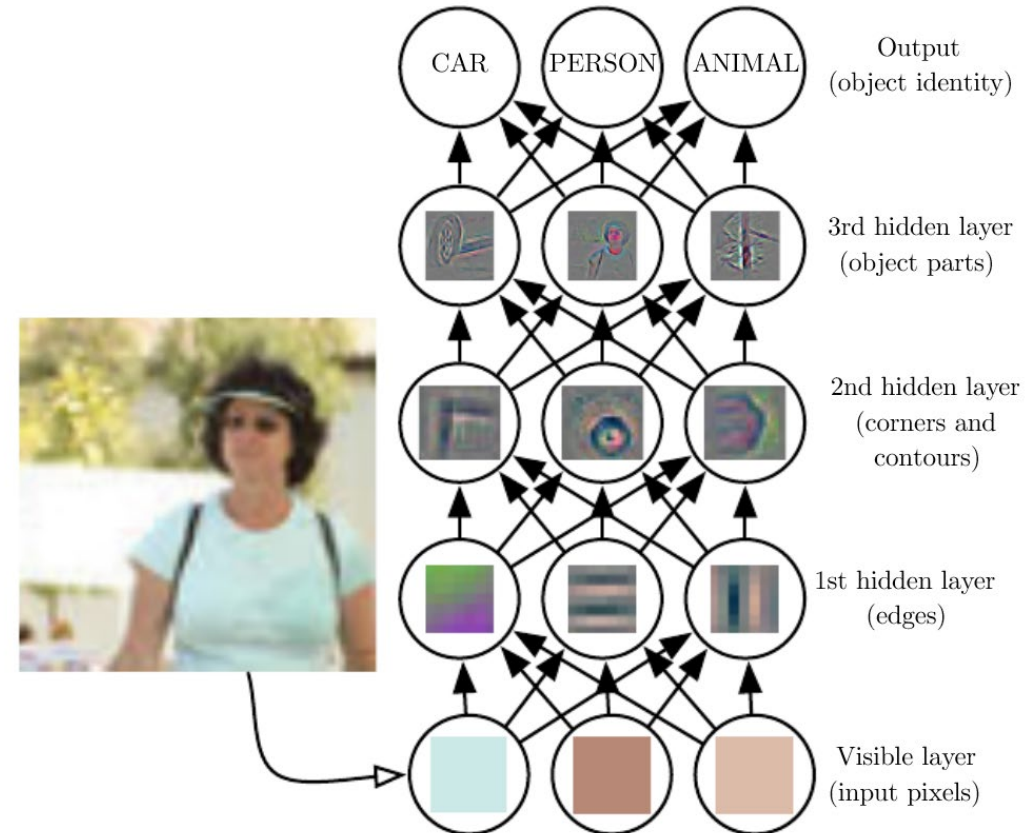 CAR
PERSON
ANIMAL
Output
(object identity)
3rd hidden layer
(object parts)
2nd hidden layer
(corners and
contours)
1st hidden layer
(edges)
Visible layer
(input pixels)